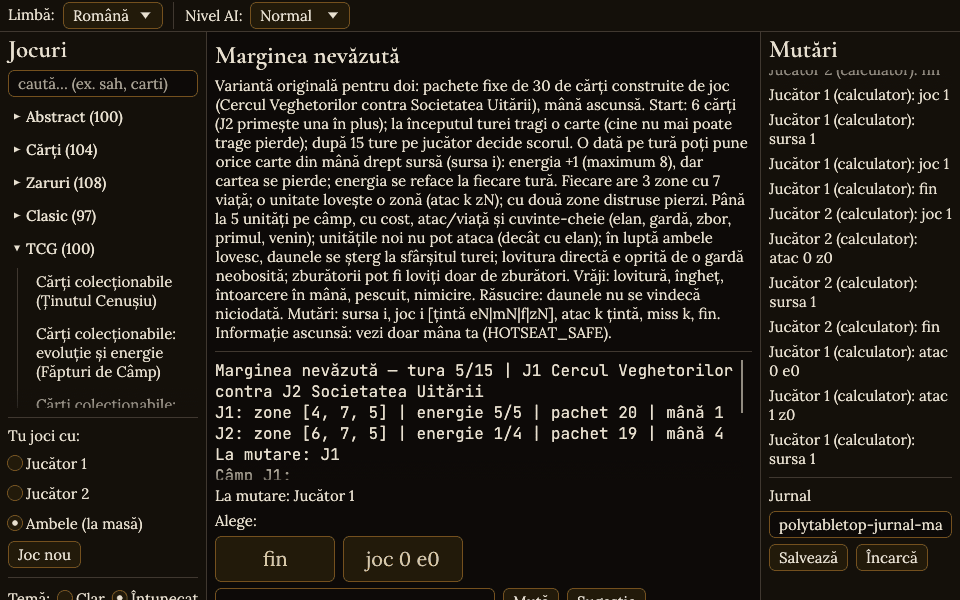 Limbă: Română ▼ Nivel AI: Normal ▼
Jocuri
caută... (ex. sah, carti)
▸ Abstract (100)
▸ Cărți (104)
▸ Zaruri (108)
▸ Clasic (97)
▾ TCG (100)
Cărți colecționabile
(Ținutul Cenușiu)
Cărți colecționabile:
evoluție și energie
(Făpturi de Câmp)
Cărți colecționabile:
Tu joci cu:
Jucător 1
Jucător 2
Ambele (la masă)
Joc nou
Temă: Clar Întunecat
Marginea nevăzută
Variantă originală pentru doi: pachete fixe de 30 de cărți construite de joc
(Cercul Veghetorilor contra Societatea Uitării), mână ascunsă. Start: 6 cărți
(J2 primește una în plus); la începutul turei tragi o carte (cine nu mai poate
trage pierde); după 15 ture pe jucător decide scorul. O dată pe tură poți pune
orice carte din mână drept sursă (sursa i): energia +1 (maximum 8), dar
cartea se pierde; energia se reface la fiecare tură. Fiecare are 3 zone cu 7
viață; o unitate lovește o zonă (atac k zN); cu două zone distruse pierzi. Până
la 5 unități pe câmp, cu cost, atac/viață și cuvinte-cheie (elan, gardă, zbor,
primul, venin); unitățile noi nu pot ataca (decât cu elan); în luptă ambele
lovesc, daunele se șterg la sfârșitul turei; lovitura directă e oprită de o gardă
neobosită; zburătorii pot fi loviți doar de zburători. Vrăji: lovitură, îngheț,
întoarcere în mână, pescuit, nimicire. Răsucire: daunele nu se vindecă
niciodată. Mutări: sursa i, joc i [țintă eN|mN|f|zN], atac k țintă, miss k, fin.
Informație ascunsă: vezi doar mâna ta (HOTSEAT_SAFE).
Marginea nevăzută — tura 5/15 | J1 Cercul Veghetorilor
contra J2 Societatea Uitării
J1: zone [4, 7, 5] | energie 5/5 | pachet 20 | mână 1
J2: zone [6, 7, 5] | energie 1/4 | pachet 19 | mână 4
La mutare: J1
Câmp J1:
La mutare: Jucător 1
Alege:
fin
joc 0 e0
Mută
Sugestie
Mutări
Jucător 2 (calculator): fin
Jucător 1 (calculator): joc 1
Jucător 1 (calculator):
sursa 1
Jucător 1 (calculator): joc 1
Jucător 1 (calculator): fin
Jucător 2 (calculator): joc 1
Jucător 2 (calculator):
atac 0 z0
Jucător 2 (calculator):
sursa 1
Jucător 2 (calculator): fin
Jucător 1 (calculator): atac
0 e0
Jucător 1 (calculator): atac
1 z0
Jucător 1 (calculator):
sursa 1
Jurnal
polytabletop-jurnal-ma
Salvează
Încarcă